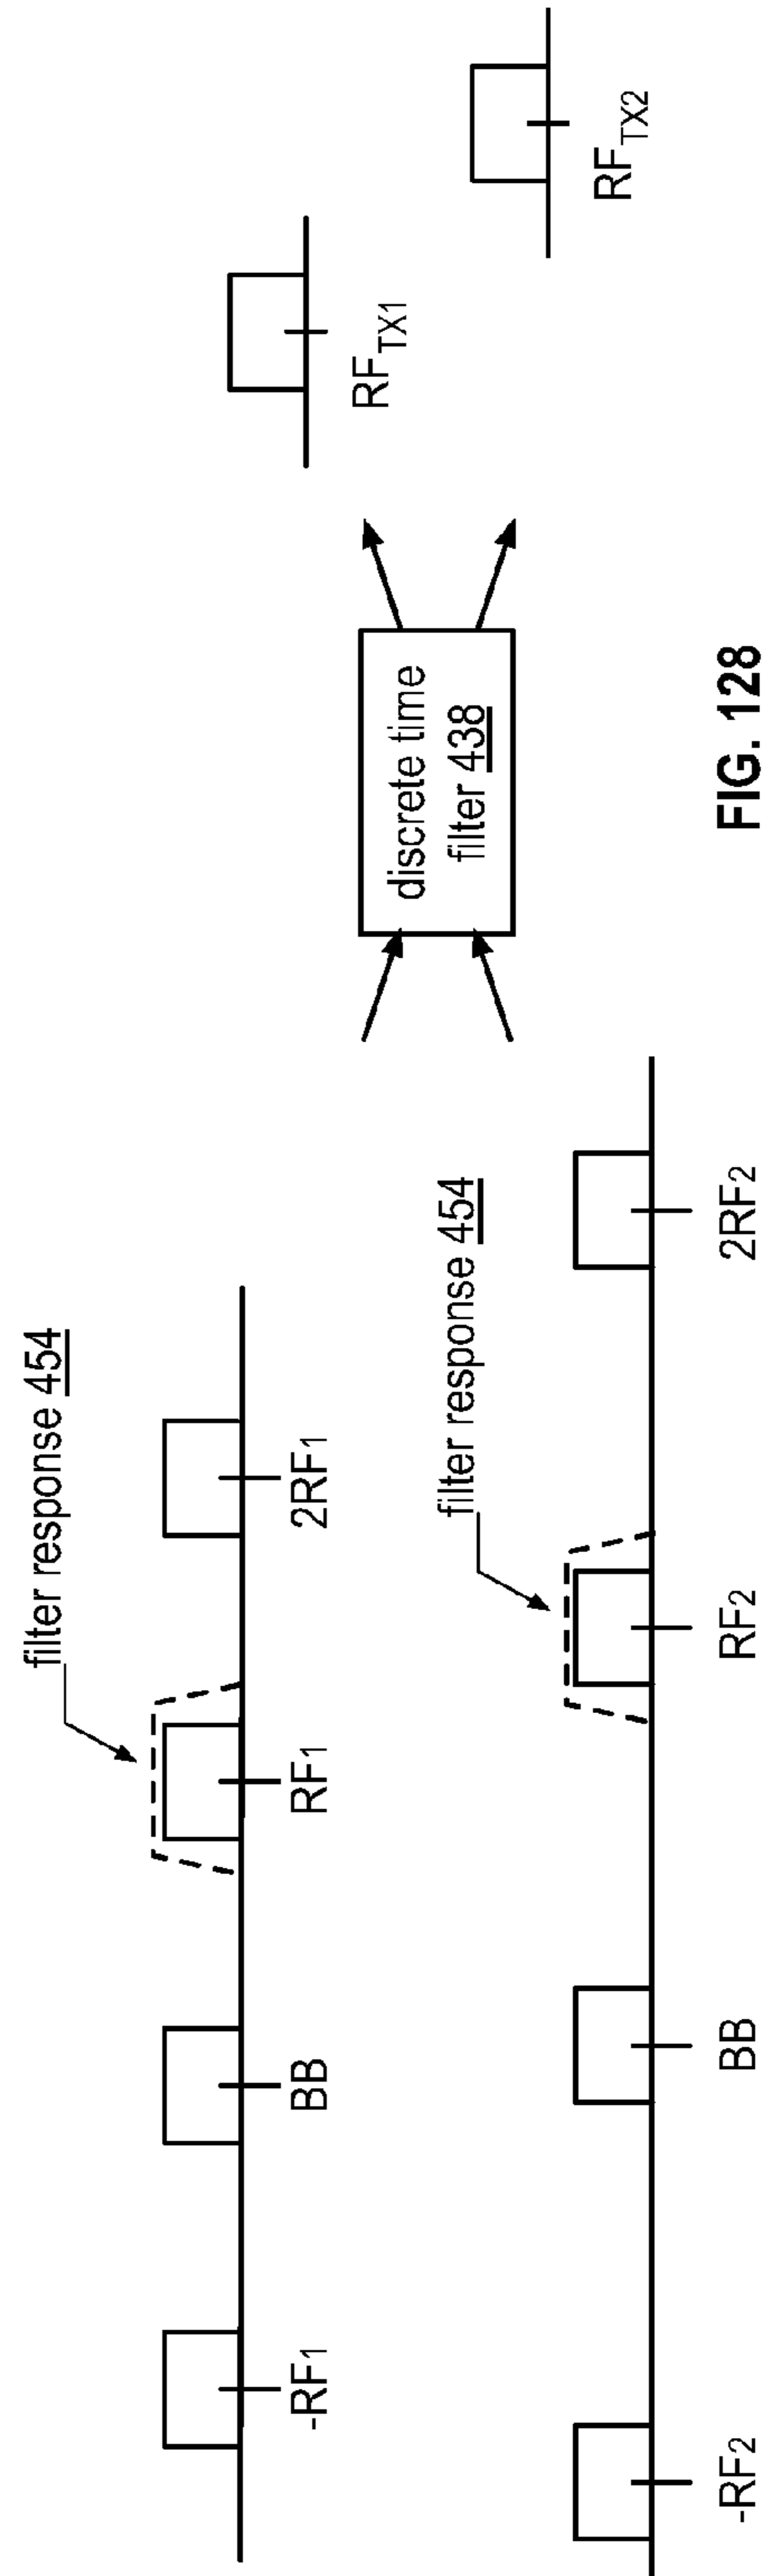 filter response 454
-RF1
BB
RF1
2RF1
filter response 454
-RF2
BB
RF2
2RF2
discrete time
filter 438
RFTX1
RFTX2
FIG. 128